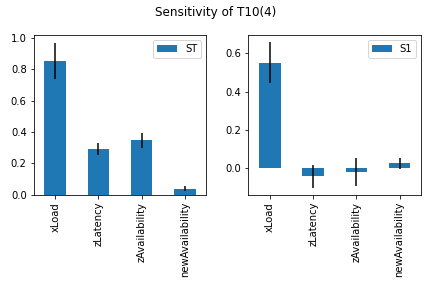 Sensitivity of T10(4)
1.0
0.8
0.6
0.4
0.2
0.0
ST
xLoad
zLatency
zAvailability
newAvailability
0.6
0.4
0.2
0.0
S1
xLoad
zLatency
zAvailability
newAvailability